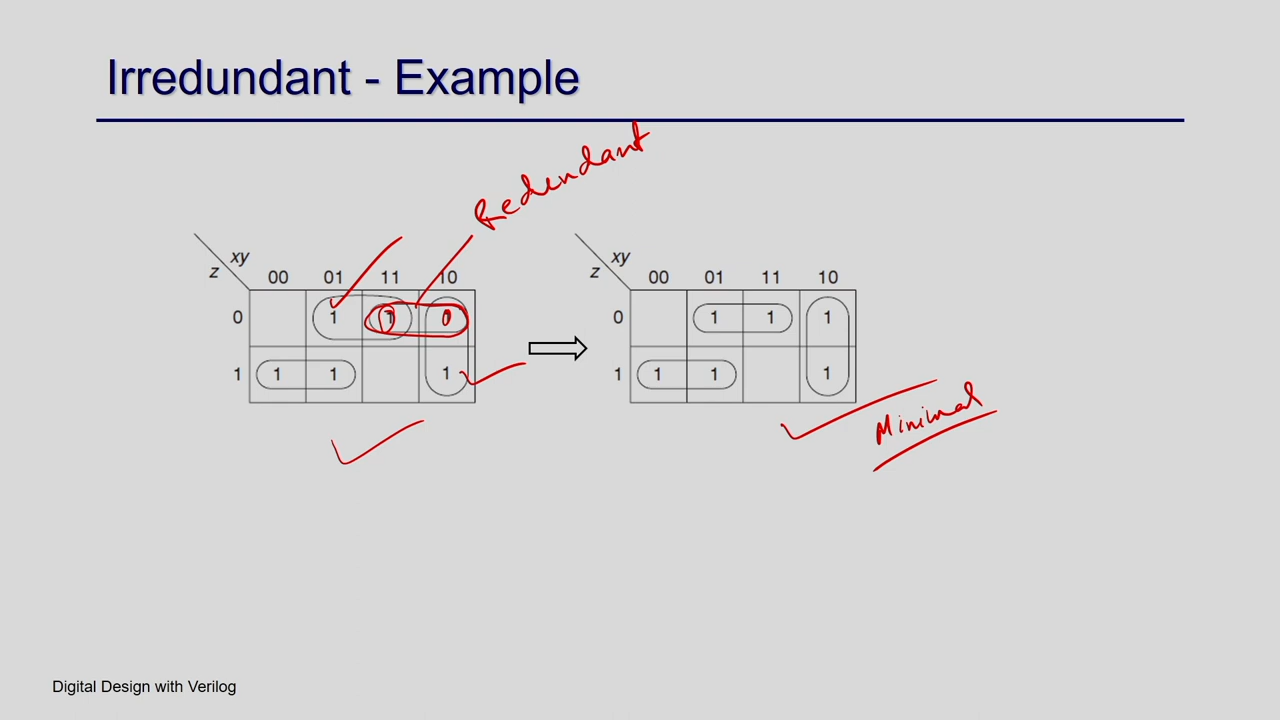 Irredundant - Example
Redundant
xy
z
00 01 11 10
0 1 1 1
1 1 1 1
xy
z
00 01 11 10
0 1 1 1
1 1 1 1
Minimal
Digital Design with Verilog